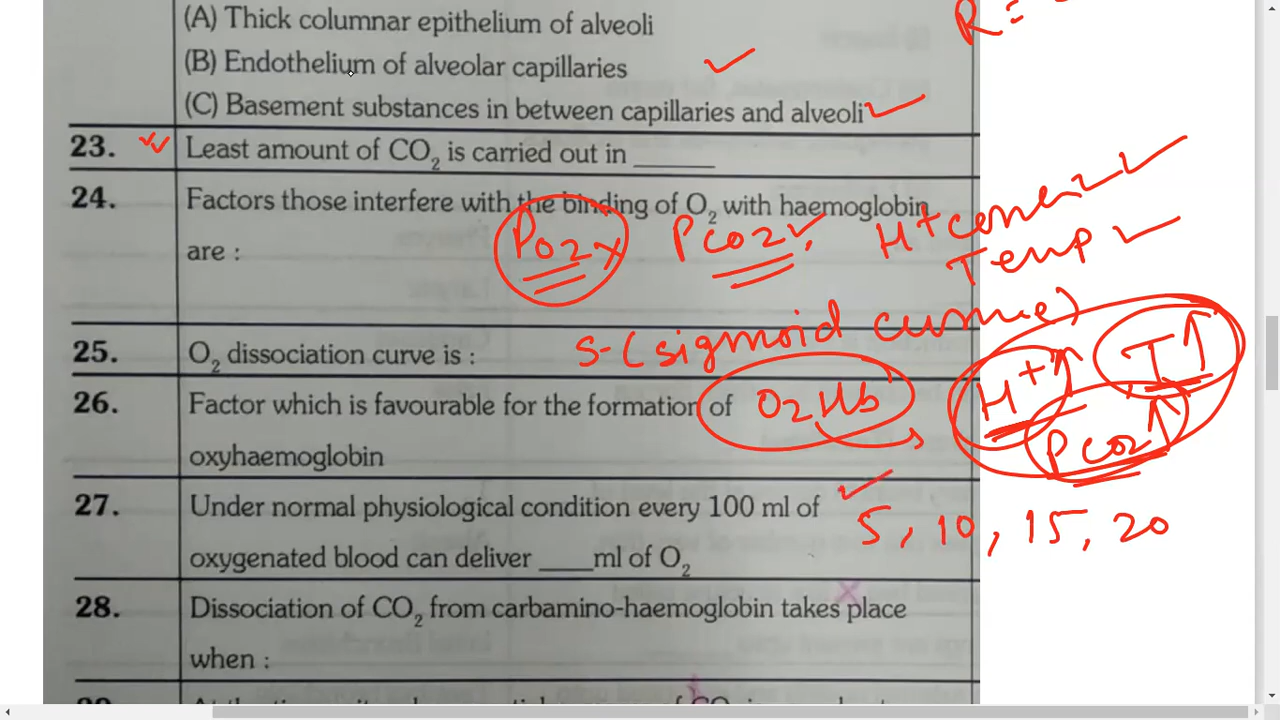 (A) Thick columnar epithelium of alveoli
R =
(B) Endothelium of alveolar capillaries
(C) Basement substances in between capillaries and alveoli
23. Least amount of CO2 is carried out in ______
24. Factors those interfere with the binding of O2 with haemoglobin
are :
PO2 x PCO2 H+ concn
Temp
25. O2 dissociation curve is : S-(sigmoid curve)
26. Factor which is favourable for the formation of O2Hb H+↑ T↑
oxyhaemoglobin PCO2↑
27. Under normal physiological condition every 100 ml of
5, 10, 15, 20
oxygenated blood can deliver ____ml of O2
28. Dissociation of CO2 from carbamino-haemoglobin takes place
when :